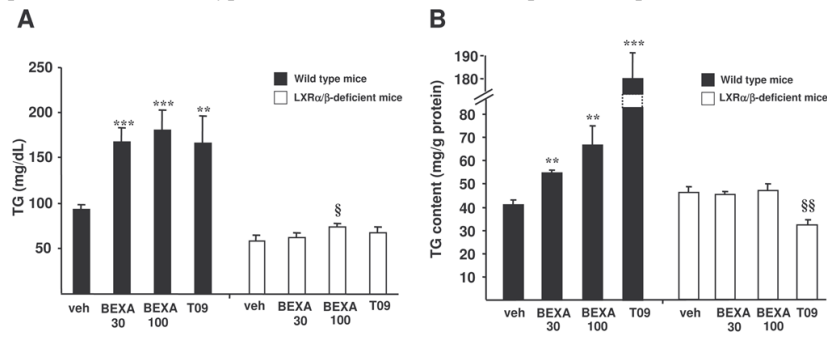 A
TG (mg/dL)
250
200
150
100
50
***
***
**
§
Wild type mice
LXRα/β-deficient mice
veh BEXA 30 BEXA 100 T09
veh BEXA 30 BEXA 100 T09
B
TG content (mg/g protein)
190
180
80
70
60
50
40
30
20
10
**
**
***
§§
Wild type mice
LXRα/β-deficient mice
veh BEXA 30 BEXA 100 T09
veh BEXA 30 BEXA 100 T09